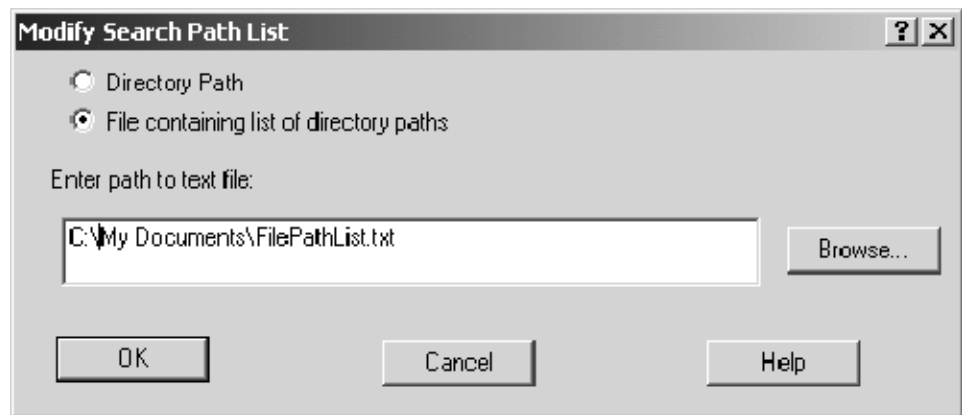 Modify Search Path List
Directory Path
File containing list of directory paths
Enter path to text file:
C:\My Documents\FilePathList.txt
Browse...
OK Cancel Help